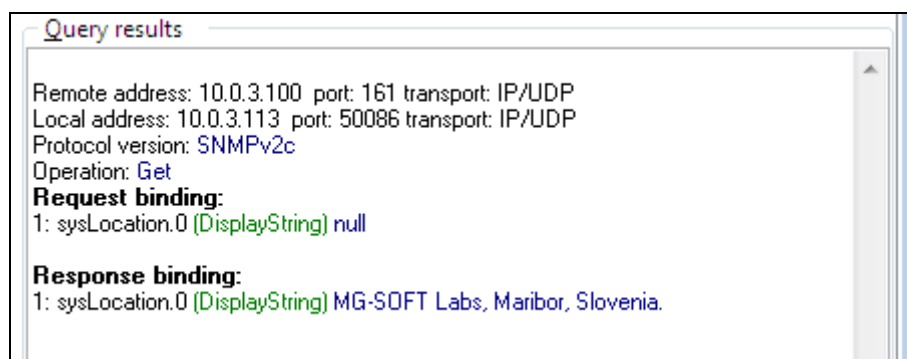 Query results
Remote address: 10.0.3.100 port: 161 transport: IP/UDP
Local address: 10.0.3.113 port: 50086 transport: IP/UDP
Protocol version: SNMPv2c
Operation: Get
Request binding:
1: sysLocation.0 (DisplayString) null
Response binding:
1: sysLocation.0 (DisplayString) MG-SOFT Labs, Maribor, Slovenia.